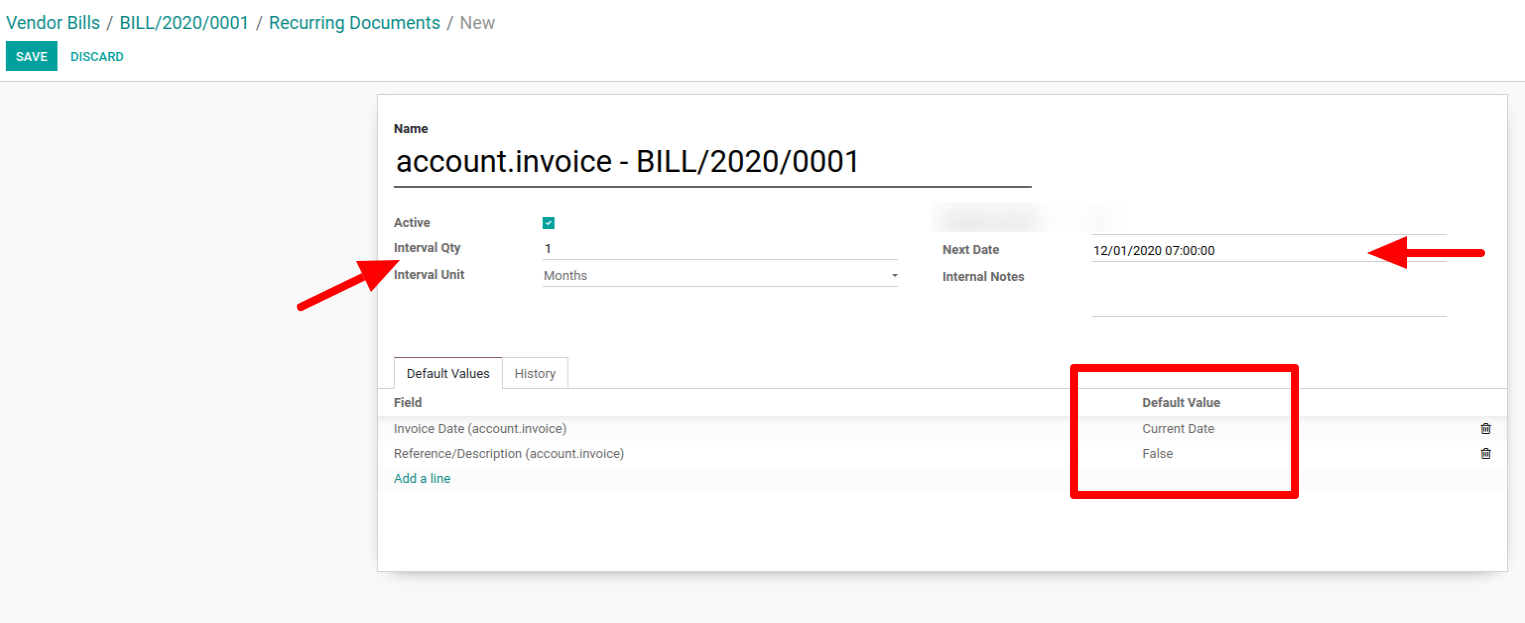 Vendor Bills / BILL/2020/0001 / Recurring Documents / New
SAVE DISCARD
Name
account.invoice - BILL/2020/0001
Active
Interval Qty 1
Next Date 12/01/2020 07:00:00
Interval Unit Months
Internal Notes
Default Values History
Field Default Value
Invoice Date (account.invoice) Current Date
Reference/Description (account.invoice) False
Add a line